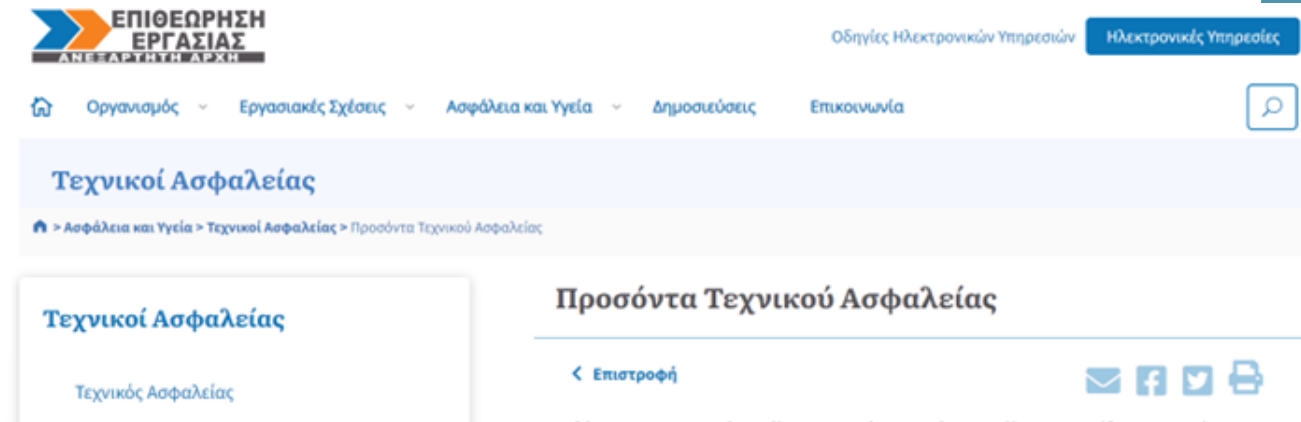 ΕΠΙΘΕΩΡΗΣΗ
ΕΡΓΑΣΙΑΣ
ΑΝΕΞΑΡΤΗΤΗ ΑΡΧΗ
Οδηγίες Ηλεκτρονικών Υπηρεσιών Ηλεκτρονικές Υπηρεσίες
Οργανισμός Εργασιακές Σχέσεις Ασφάλεια και Υγεία Δημοσιεύσεις Επικοινωνία
Τεχνικοί Ασφαλείας
> Ασφάλεια και Υγεία > Τεχνικοί Ασφαλείας > Προσόντα Τεχνικού Ασφαλείας
Προσόντα Τεχνικού Ασφαλείας
Τεχνικοί Ασφαλείας
Επιστροφή
Τεχνικός Ασφαλείας